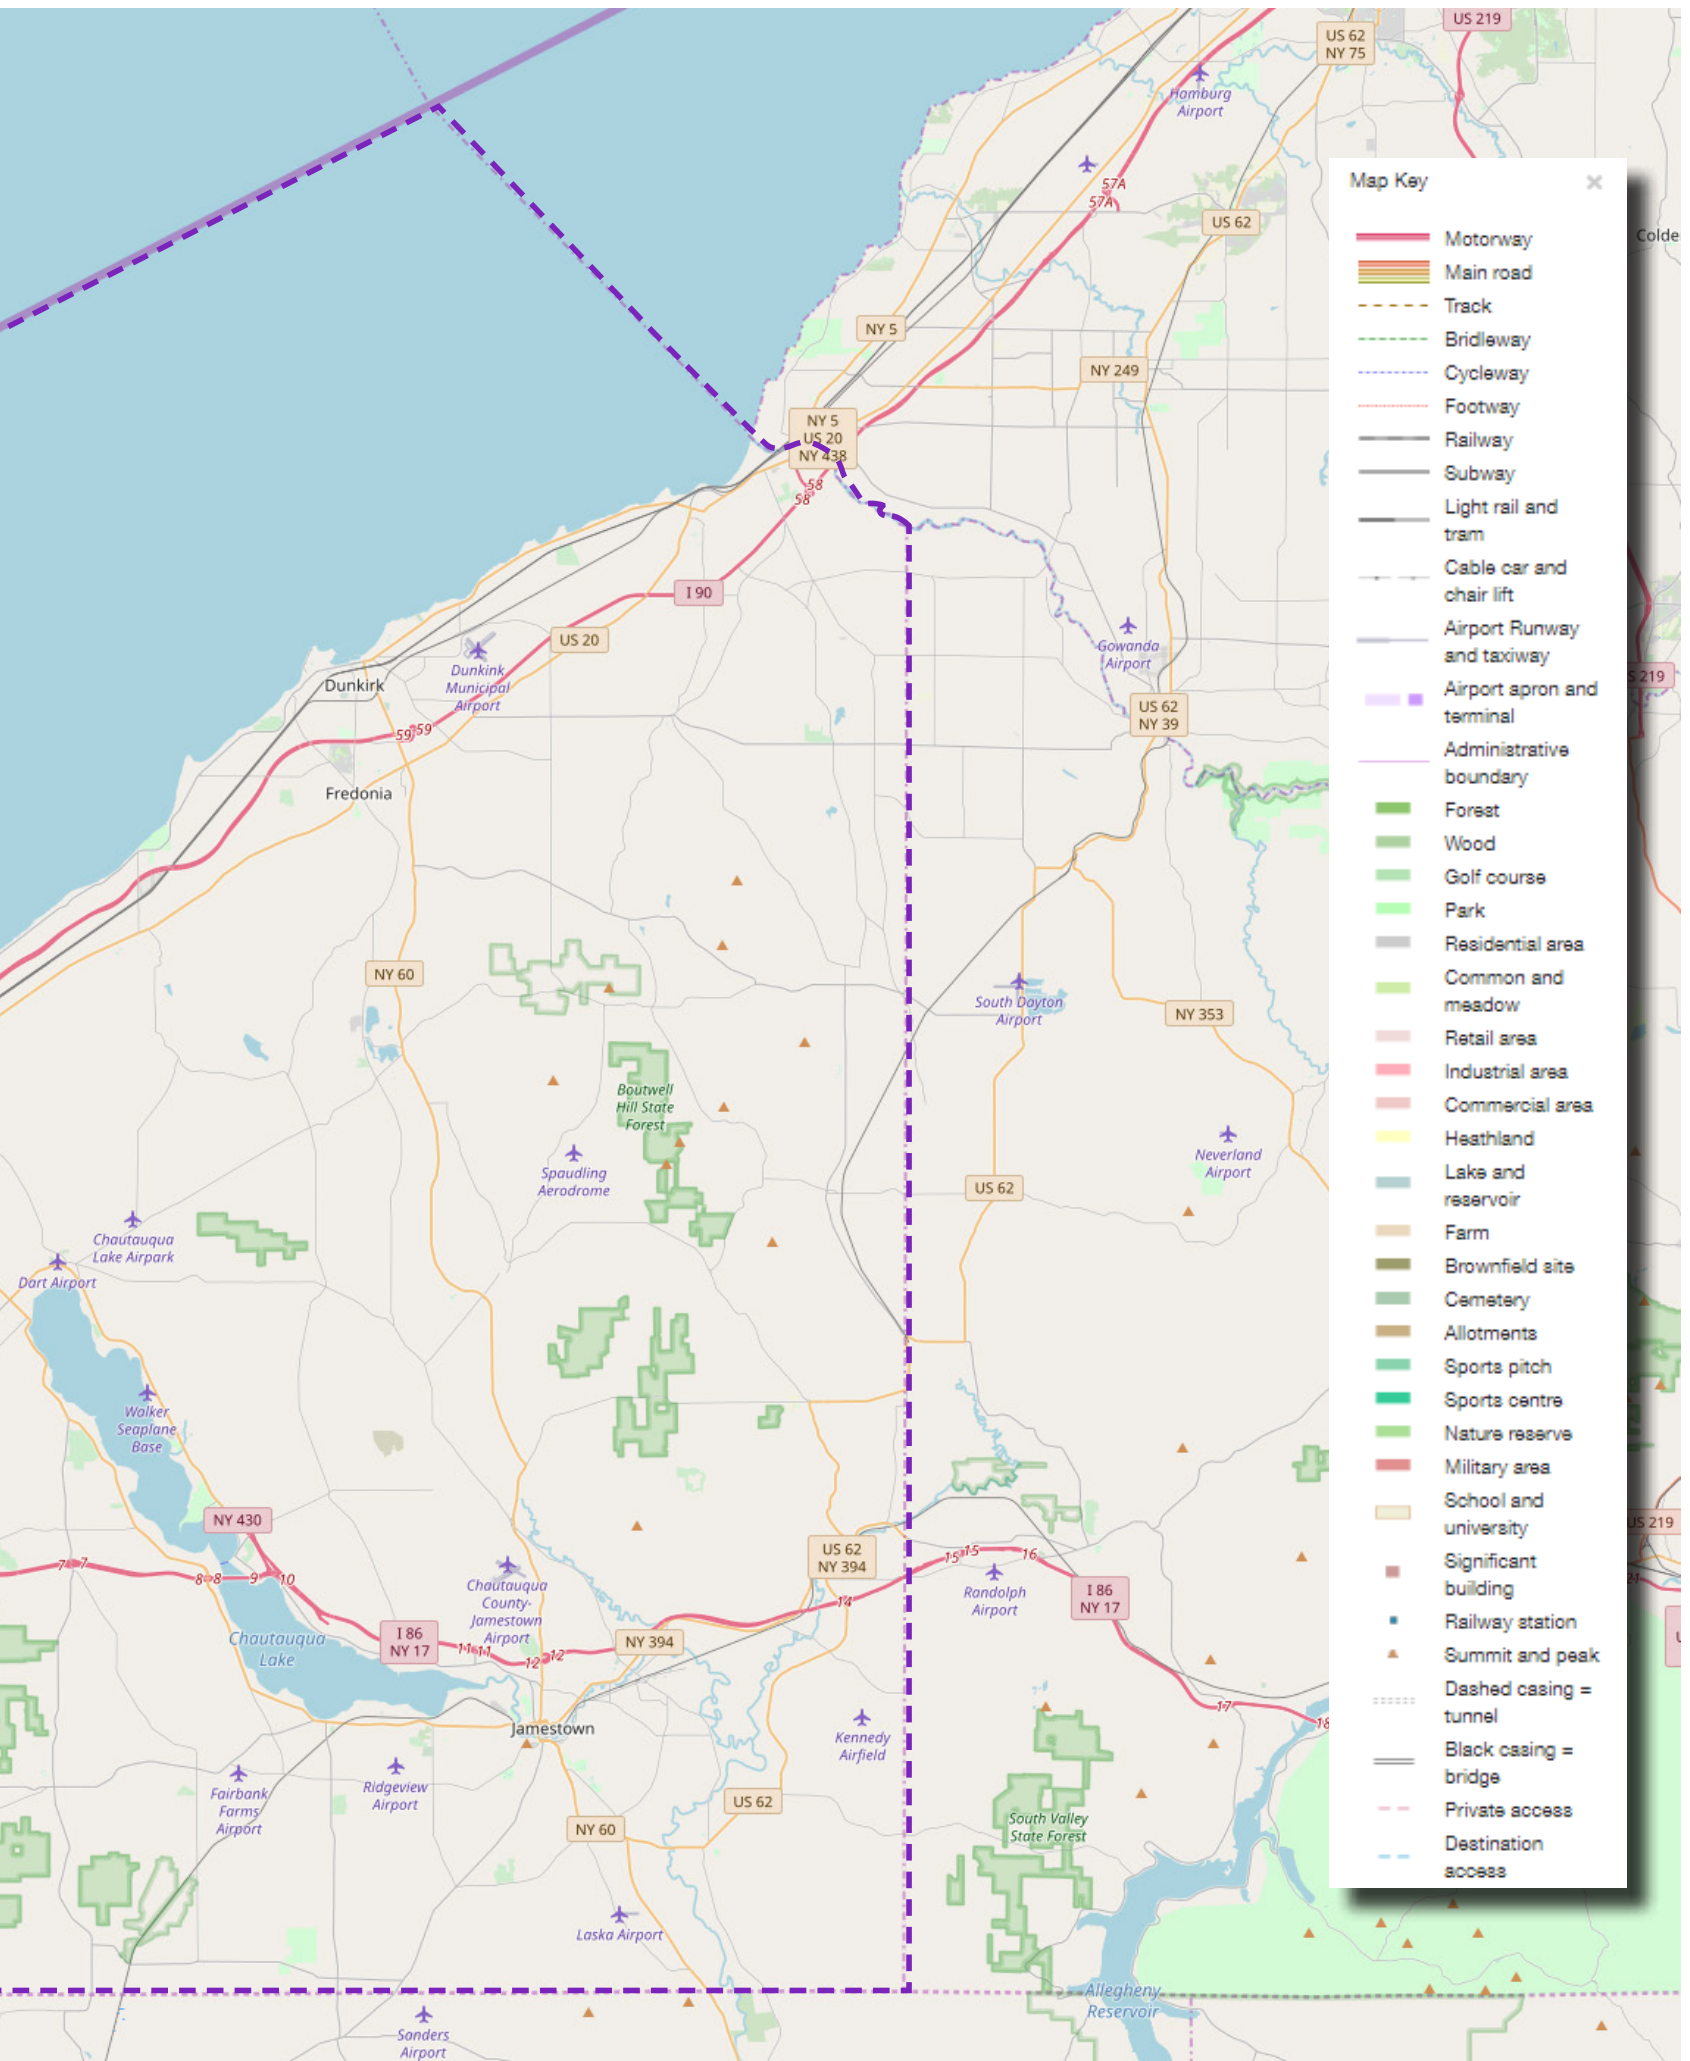 US 219
US 62
NY 75
Hamburg
Airport
57A
57A
US 62
NY 5
NY 249
NY 5
US 20
NY 438
58
58
I 90
US 20
Gowanda
Airport
Dunkirk
Dunkink
Municipal
Airport
59
59
US 62
NY 39
Fredonia
NY 60
South Dayton
Airport
NY 353
Boutwell
Hill State
Forest
Spaudling
Aerodrome
Neverland
Airport
US 62
Chautauqua
Lake Airpark
Dart Airport
Walker
Seaplane
Base
NY 430
7 7
8 8
9
10
US 62
NY 394
14
15 15
16
Randolph
Airport
I 86
NY 17
Chautauqua
County-
Jamestown
Airport
I 86
NY 17
11 11
12 12
NY 394
Chautauqua
Lake
17
18
Jamestown
Kennedy
Airfield
Ridgeview
Airport
Fairbank
Farms
Airport
US 62
NY 60
South Valley
State Forest
Laska Airport
Allegheny
Reservoir
Sanders
Airport
Map Key
Motorway
Main road
Track
Bridleway
Cycleway
Footway
Railway
Subway
Light rail and
tram
Cable car and
chair lift
Airport Runway
and taxiway
Airport apron and
terminal
Administrative
boundary
Forest
Wood
Golf course
Park
Residential area
Common and
meadow
Retail area
Industrial area
Commercial area
Heathland
Lake and
reservoir
Farm
Brownfield site
Cemetery
Allotments
Sports pitch
Sports centre
Nature reserve
Military area
School and
university
Significant
building
Railway station
Summit and peak
Dashed casing =
tunnel
Black casing =
bridge
Private access
Destination
access
Colde
S 219
US 219
21